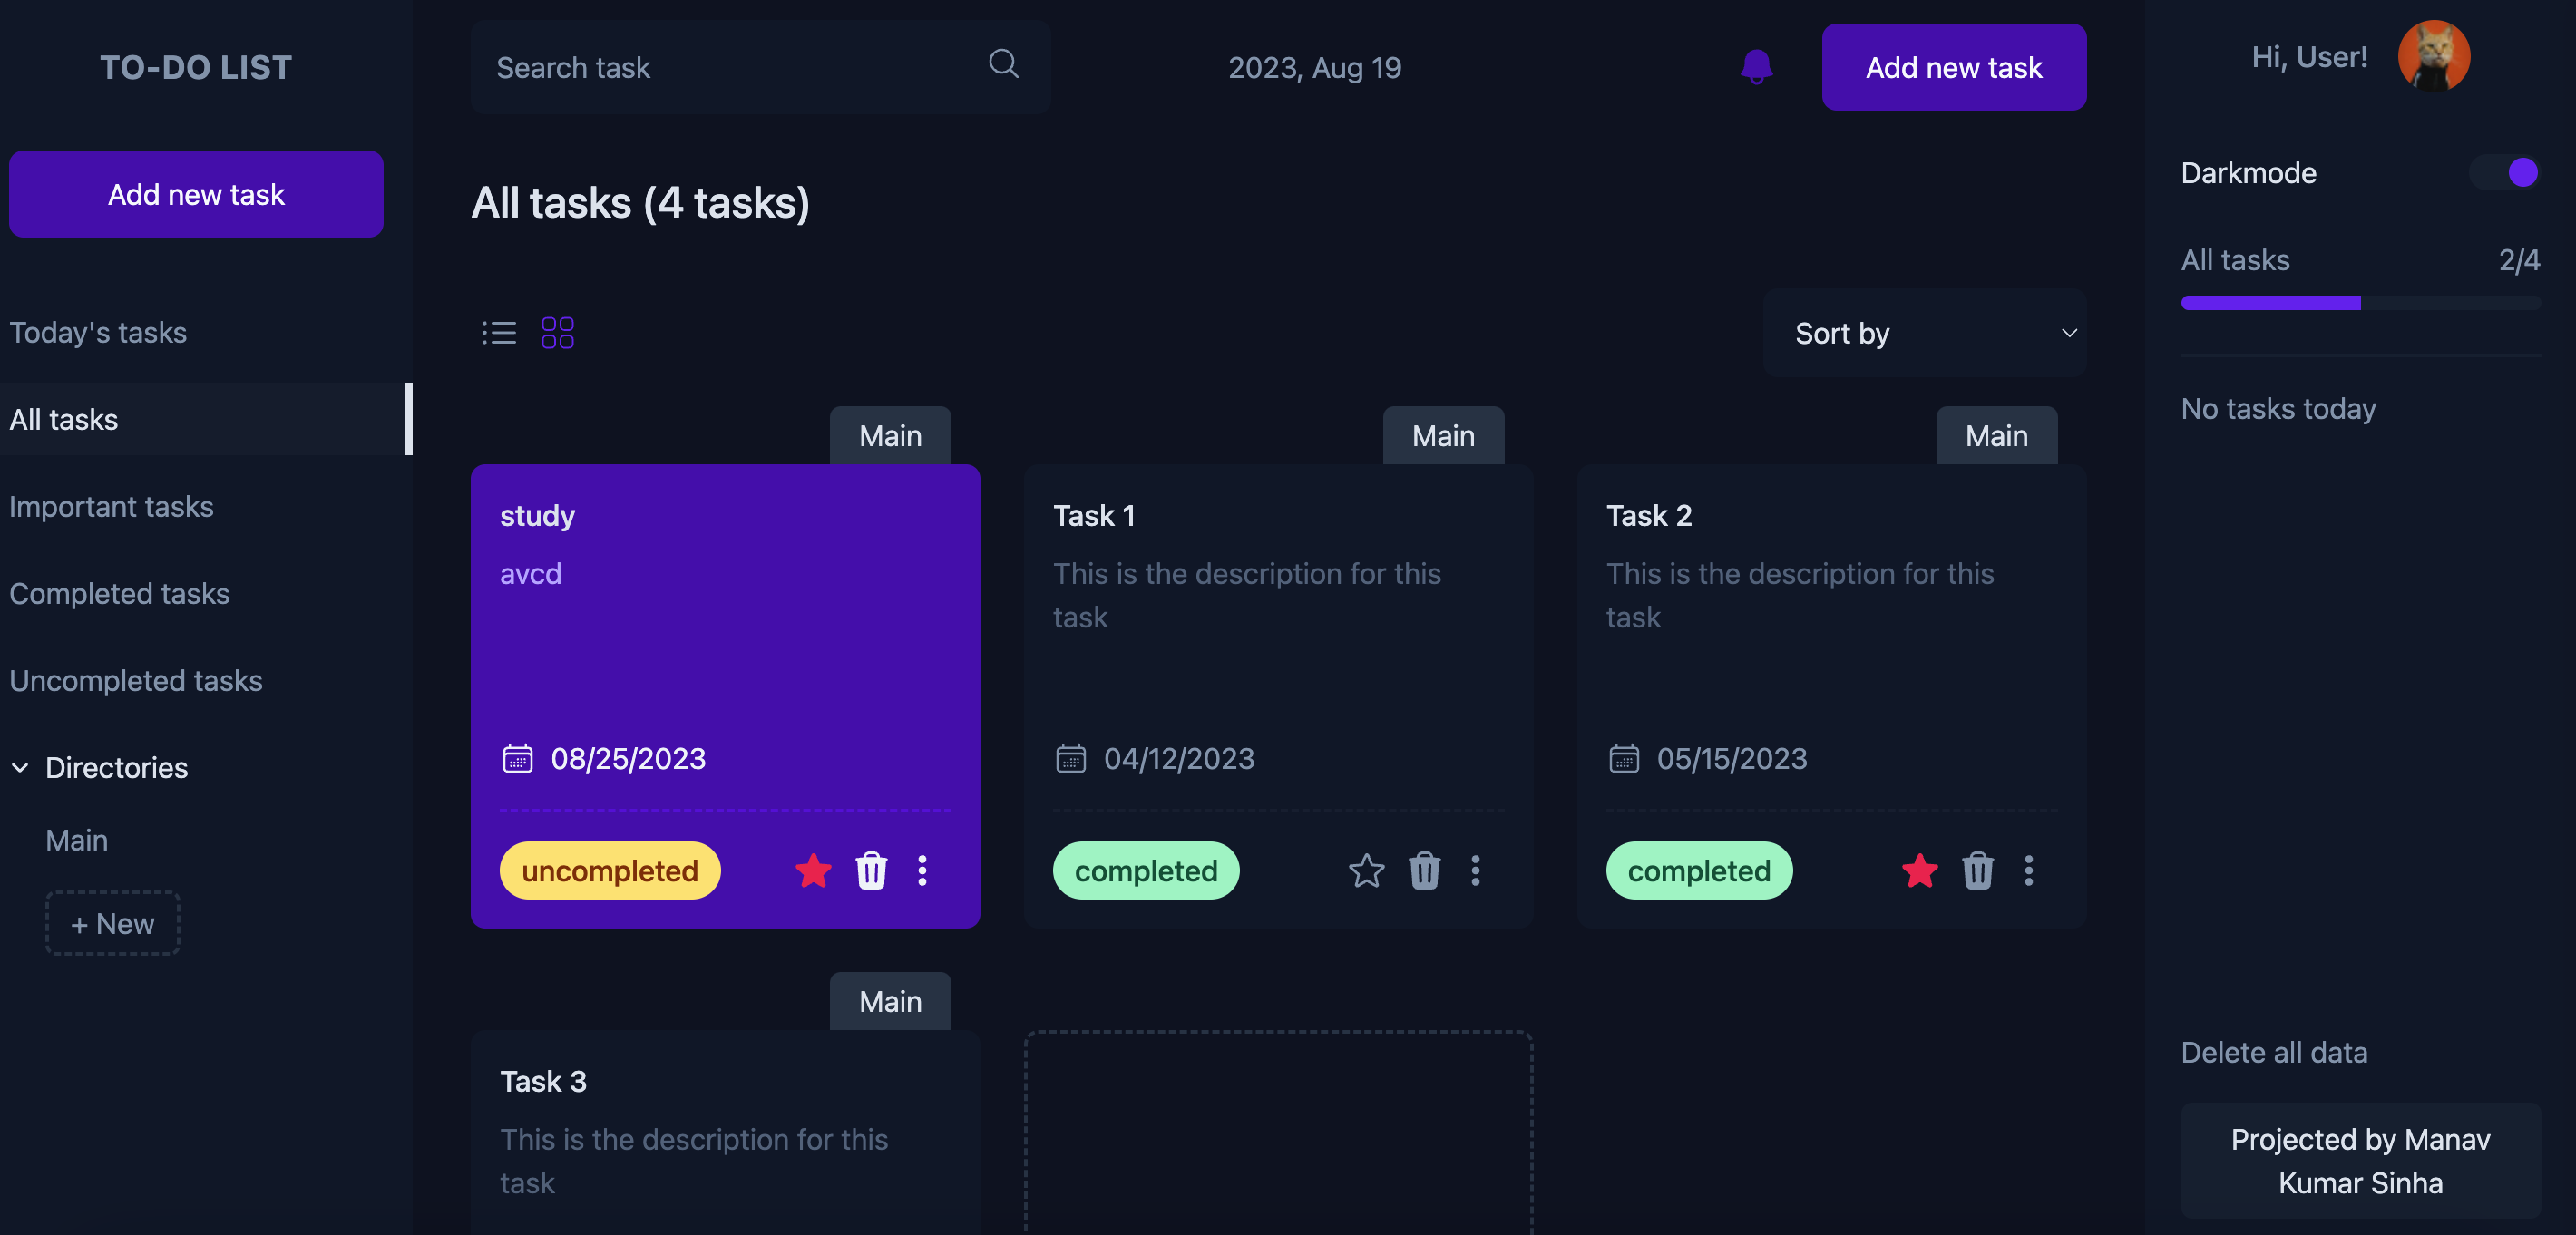 TO-DO LIST
Add new task
Today's tasks
All tasks
Important tasks
Completed tasks
Uncompleted tasks
Directories
Main
+ New
Search task
2023, Aug 19
Add new task
All tasks (4 tasks)
Sort by
Main
study
avcd
08/25/2023
uncompleted
Main
Task 1
This is the description for this
task
04/12/2023
completed
Main
Task 2
This is the description for this
task
05/15/2023
completed
Main
Task 3
This is the description for this
task
Hi, User!
Darkmode
All tasks 2/4
No tasks today
Delete all data
Projected by Manav
Kumar Sinha